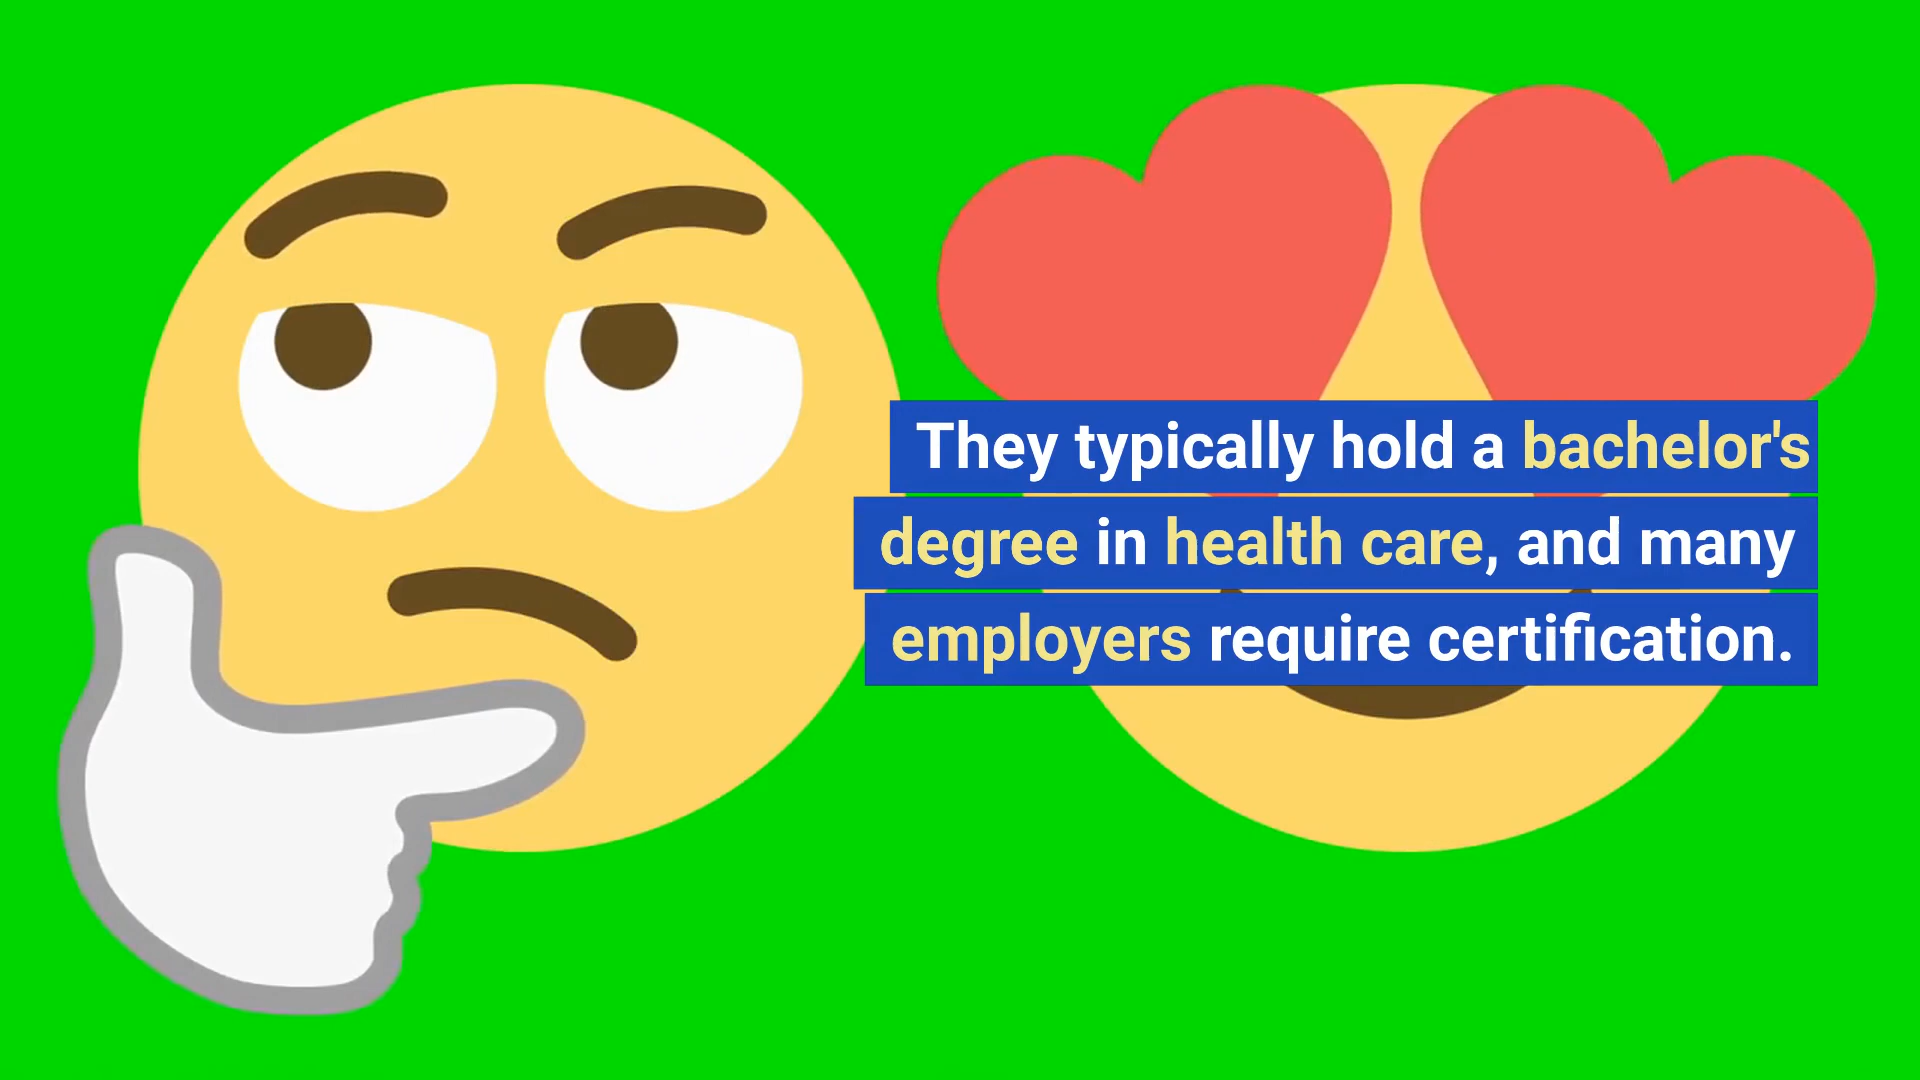 They typically hold a bachelor's
degree in health care, and many
employers require certification.